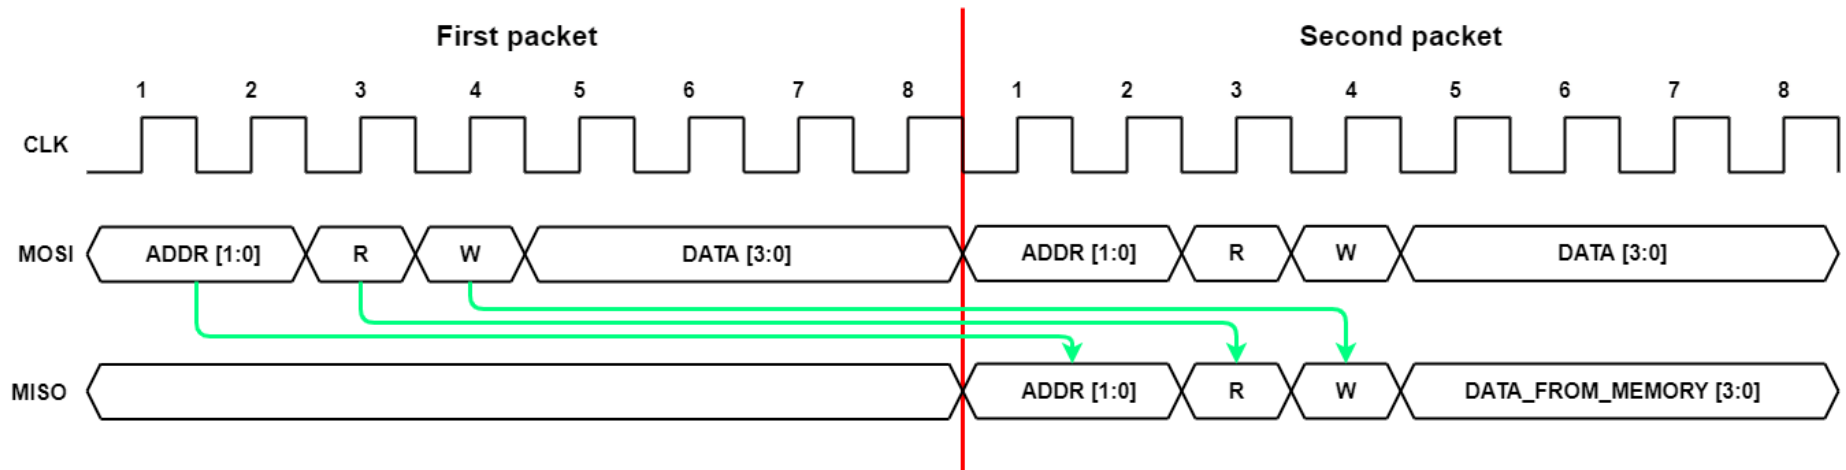 First packet Second packet
1 2 3 4 5 6 7 8 1 2 3 4 5 6 7 8
CLK
MOSI ADDR [1:0] R W DATA [3:0] ADDR [1:0] R W DATA [3:0]
MISO ADDR [1:0] R W DATA_FROM_MEMORY [3:0]